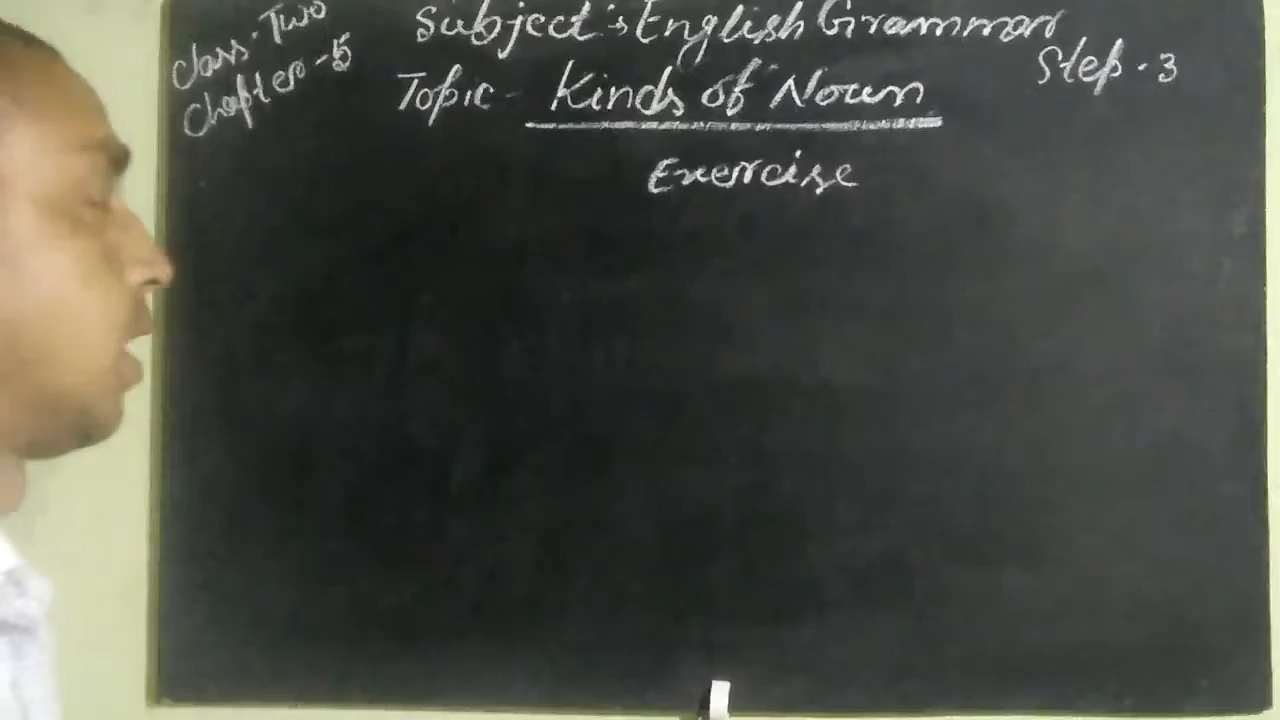 Class. Two
Chapter-5
Subject: English Grammar
Step-3
Topic- Kinds of Noun
Exercise